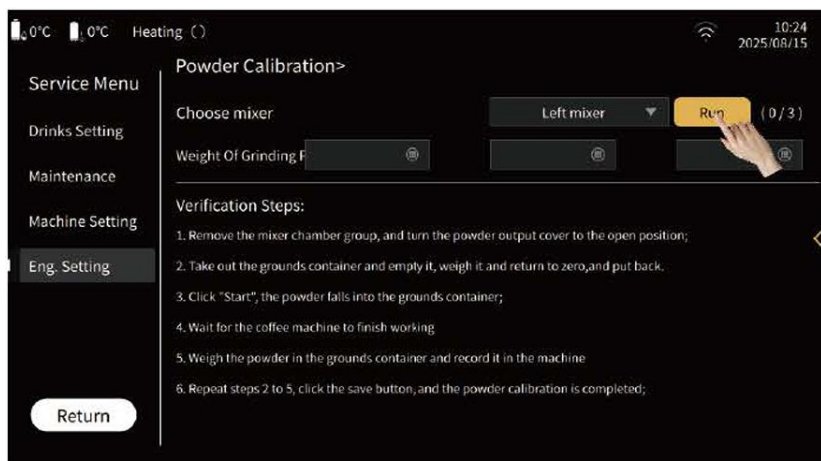 0°C 0°C Heating
10:24
2025/08/15
Service Menu
Drinks Setting
Maintenance
Machine Setting
Eng. Setting
Return
Powder Calibration>
Choose mixer Left mixer Run (0/3)
Weight Of Grinding
Verification Steps:
1. Remove the mixer chamber group, and turn the powder output cover to the open position;
2. Take out the grounds container and empty it, weigh it and return to zero,and put back.
3. Click "Start", the powder falls into the grounds container;
4. Wait for the coffee machine to finish working
5. Weigh the powder in the grounds container and record it in the machine
6. Repeat steps 2 to 5, click the save button, and the powder calibration is completed;